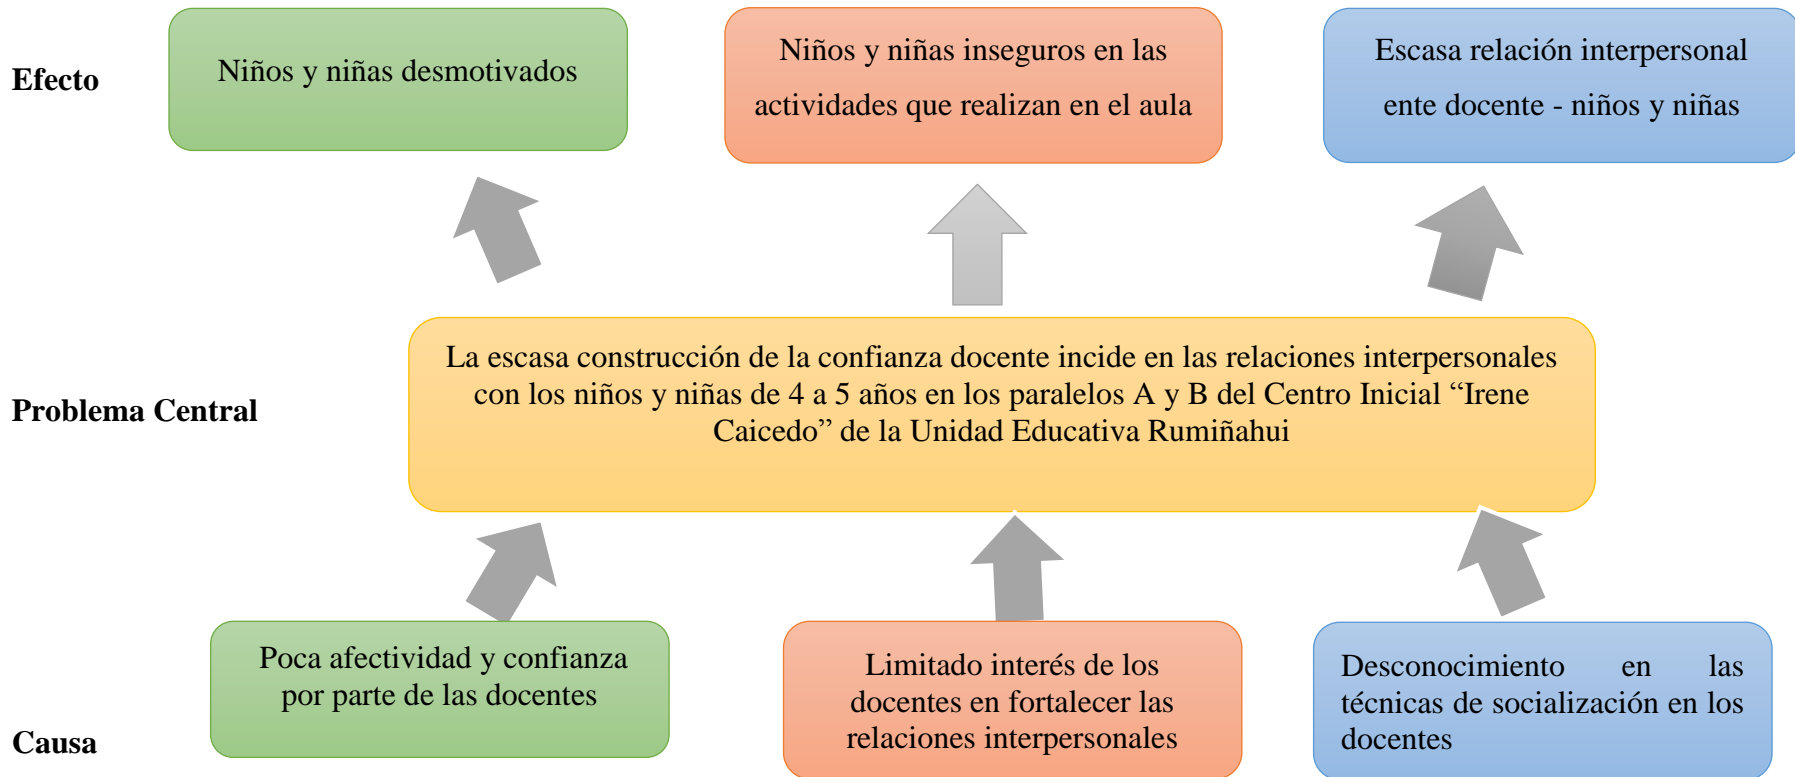 Efecto
Niños y niñas desmotivados
Niños y niñas inseguros en las
actividades que realizan en el aula
Escasa relación interpersonal
ente docente - niños y niñas
Problema Central
La escasa construcción de la confianza docente incide en las relaciones interpersonales
con los niños y niñas de 4 a 5 años en los paralelos A y B del Centro Inicial “Irene
Caicedo” de la Unidad Educativa Rumiñahui
Causa
Poca afectividad y confianza
por parte de las docentes
Limitado interés de los
docentes en fortalecer las
relaciones interpersonales
Desconocimiento en las
técnicas de socialización en los
docentes